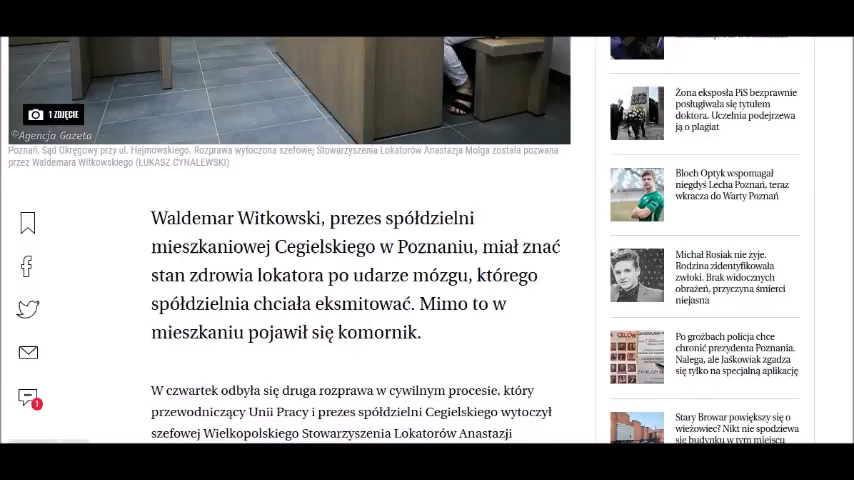 1 ZDJĘCIE
©Agencja Gazeta
Poznań, Sąd Okręgowy przy ul. Hejmowskiego. Rozprawa wytoczona szefowej Stowarzyszenia Lokatorów Anastazja Molga została pozwana
przez Waldemara Witkowskiego (ŁUKASZ CYNALEWSKI)
Waldemar Witkowski, prezes spółdzielni
mieszkaniowej Cegielskiego w Poznaniu, miał znać
stan zdrowia lokatora po udarze mózgu, którego
spółdzielnia chciała eksmitować. Mimo to w
mieszkaniu pojawił się komornik.
1
W czwartek odbyła się druga rozprawa w cywilnym procesie, który
przewodniczący Unii Pracy i prezes spółdzielni Cegielskiego wytoczył
szefowej Wielkopolskiego Stowarzyszenia Lokatorów Anastazji
Żona eksposła PiS bezprawnie
posługiwała się tytułem
doktora. Uczelnia podejrzewa
ją o plagiat
Bloch Optyk wspomagał
niegdyś Lecha Poznań, teraz
wkracza do Warty Poznań
Michał Rosiak nie żyje.
Rodzina zidentyfikowała
zwłoki. Brak widocznych
obrażeń, przyczyna śmierci
niejasna
Po groźbach policja chce
chronić prezydenta Poznania.
Nalega, ale Jaśkowiak zgadza
się tylko na specjalną aplikację
Stary Browar powiększy się o
wieżowiec? Nikt nie spodziewa
się budynku w tym miejscu